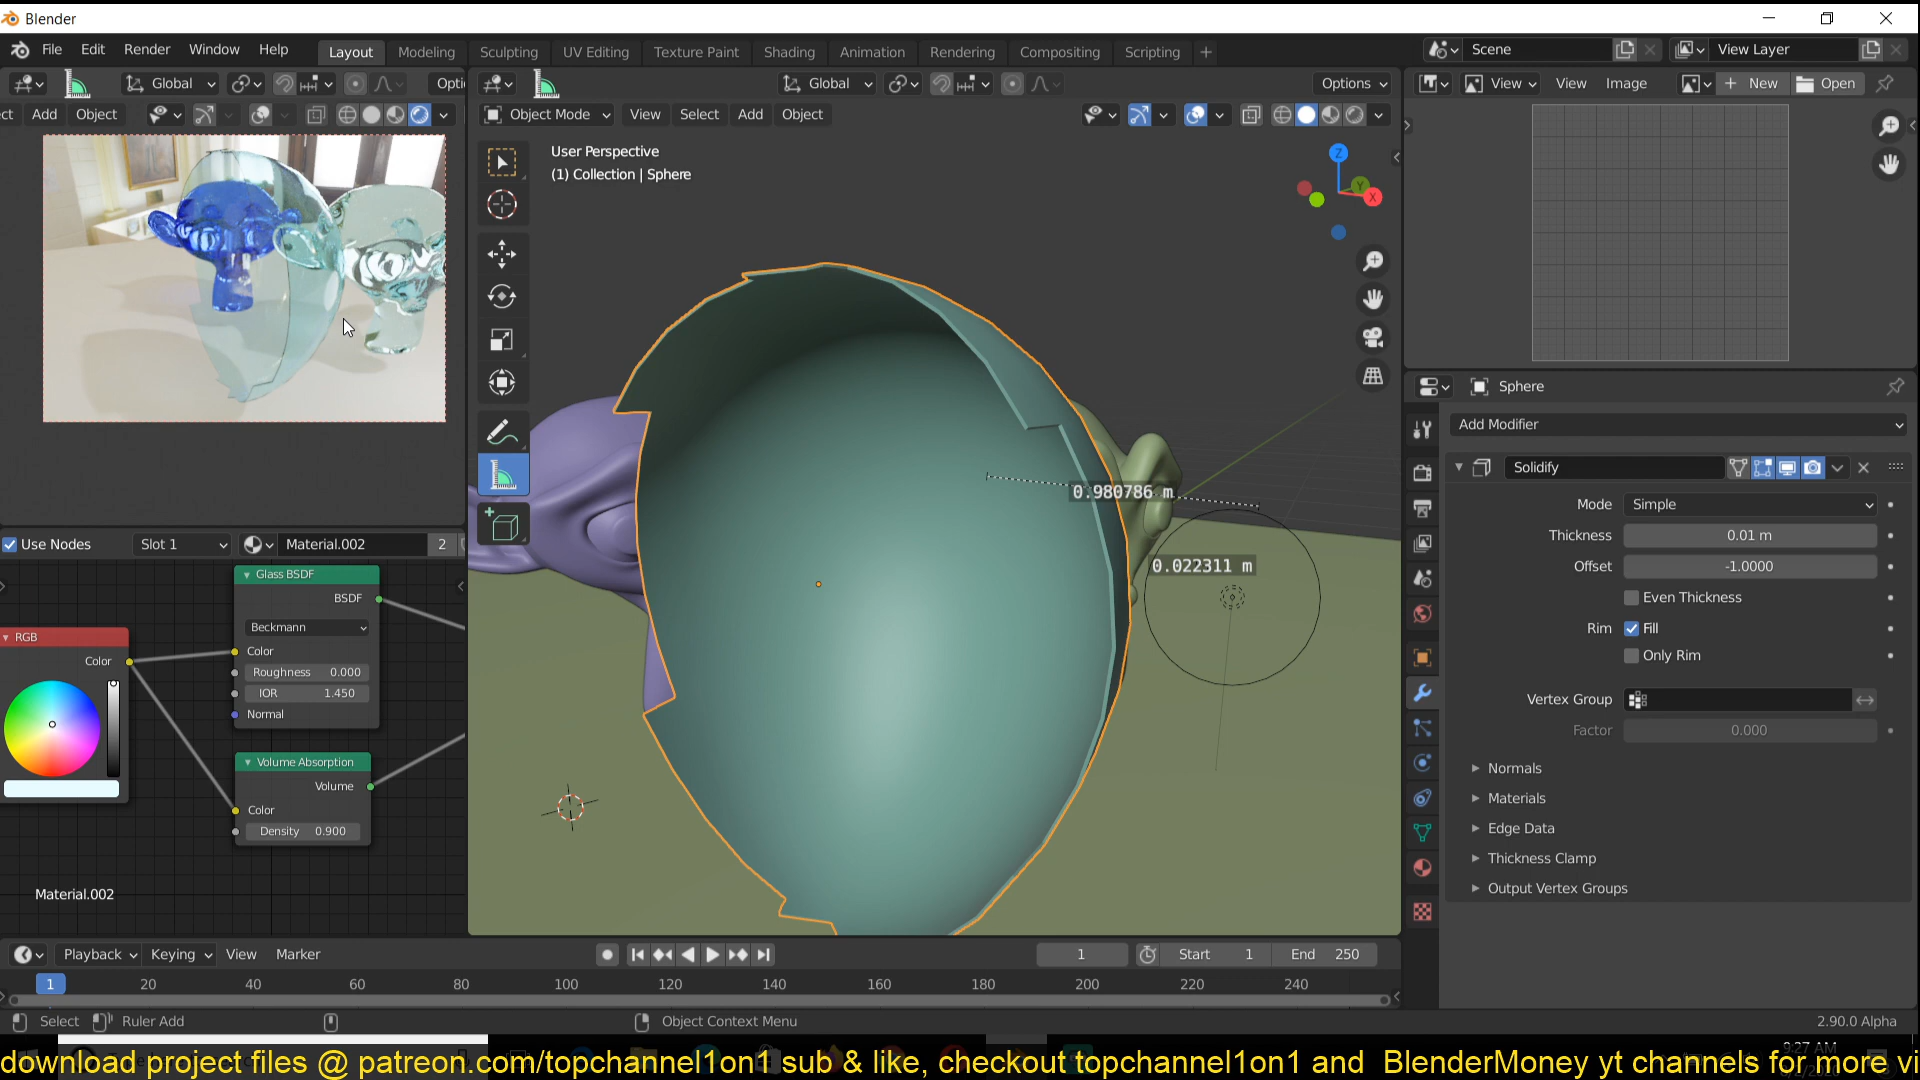 Blender
File Edit Render Window Help Layout Modeling Sculpting UV Editing Texture Paint Shading Animation Rendering Compositing Scripting + Scene View Layer
Global Opti Global Options View View Image New Open
ct Add Object Object Mode View Select Add Object
User Perspective
(1) Collection | Sphere
Z
Y
X
Sphere
Add Modifier
Solidify
Mode Simple
Thickness 0.01 m
Offset -1.0000
Even Thickness
Rim Fill
Only Rim
Vertex Group
Factor 0.000
Normals
Materials
Edge Data
Thickness Clamp
Output Vertex Groups
0.980786 m
0.022311 m
Use Nodes Slot 1 Material.002 2
Glass BSDF
BSDF
Beckmann
Color
Roughness 0.000
IOR 1.450
Normal
RGB
Color
Volume Absorption
Volume
Color
Density 0.900
Material.002
Playback Keying View Marker 1 Start 1 End 250
1 20 40 60 80 100 120 140 160 180 200 220 240
Select Ruler Add Object Context Menu 2.90.0 Alpha
9:27 AM
download project files @ patreon.com/topchannel1on1 sub & like, checkout topchannel1on1 and BlenderMoney yt channels for more vi